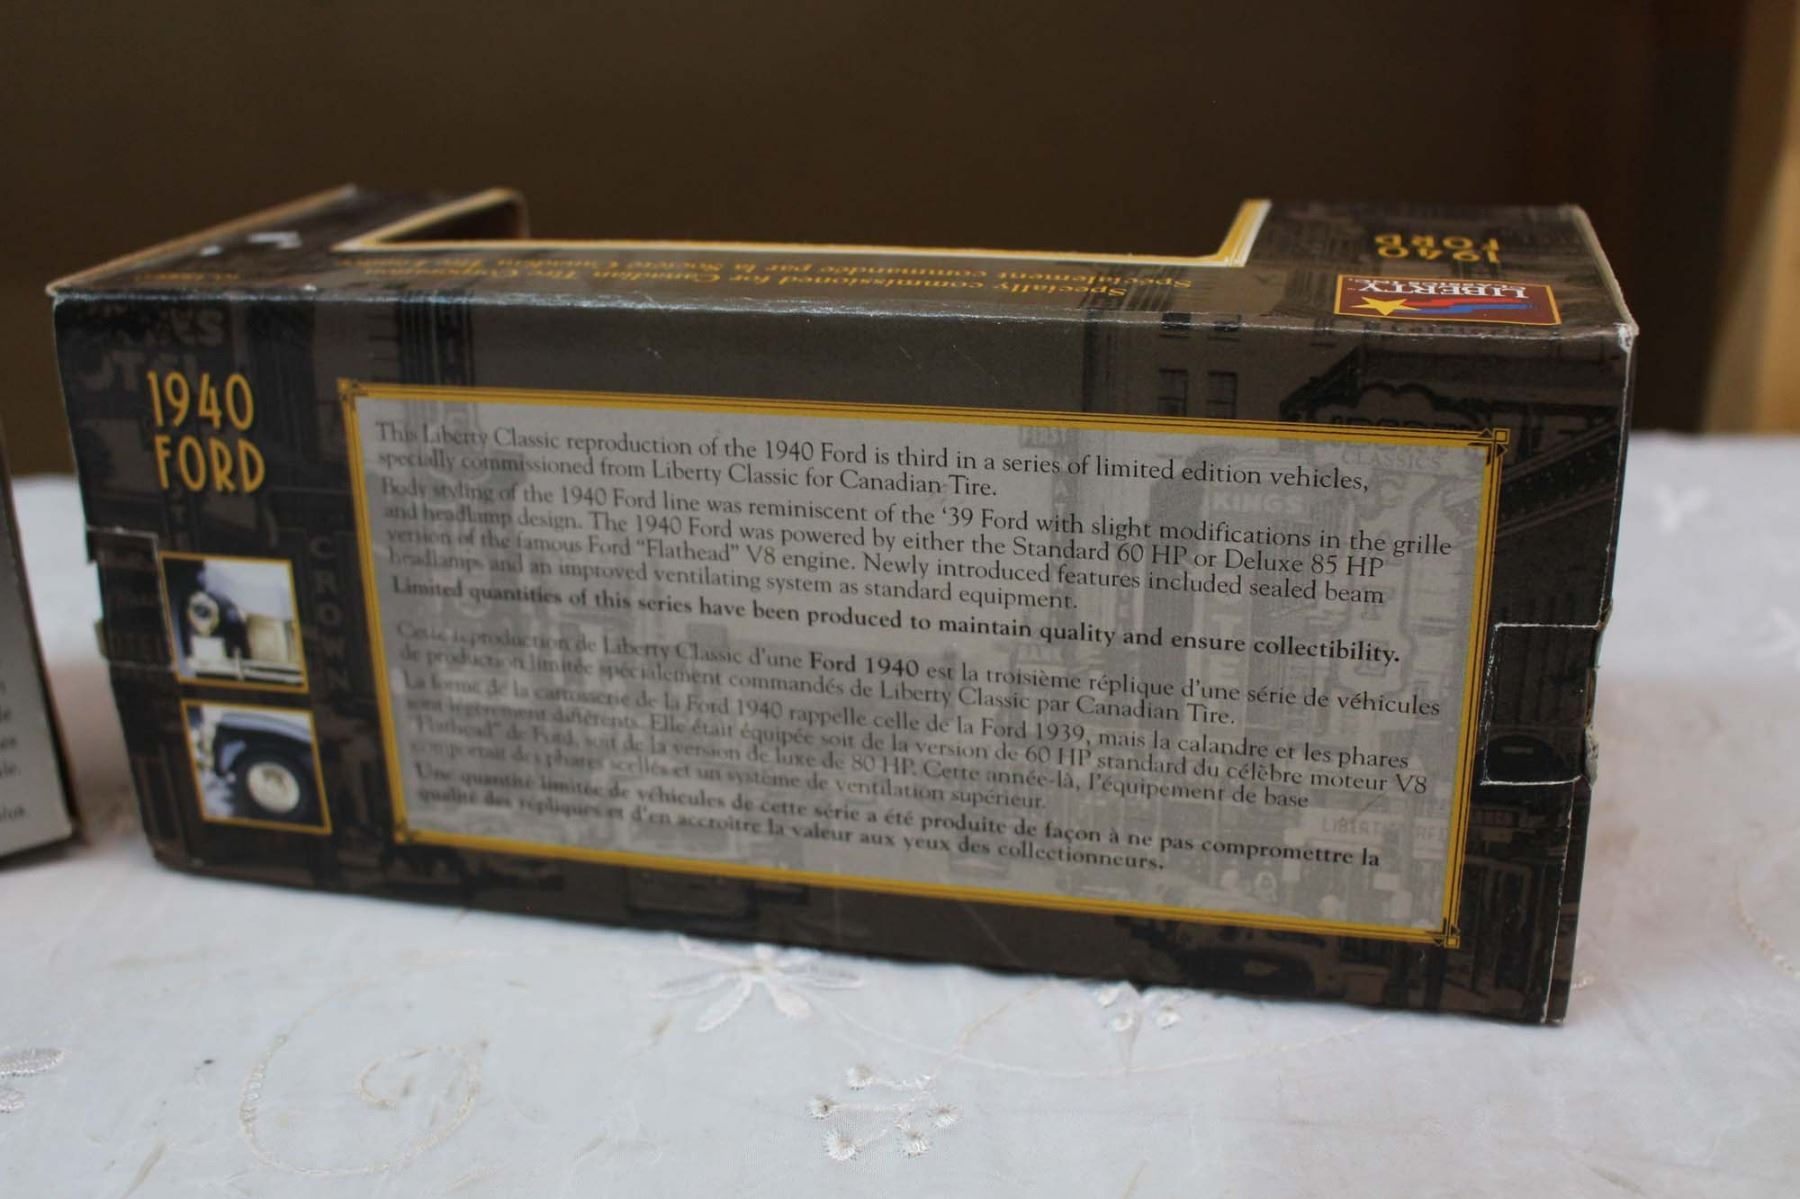 Specially commissioned for Canadian Tire Corporation
Spécialement commandée par la Société Canadian Tire
1940
FORD
LIBERTY
CLASSICS
1940
FORD
This Liberty Classic reproduction of the 1940 Ford is third in a series of limited edition vehicles,
specially commissioned from Liberty Classic for Canadian Tire.
Body styling of the 1940 Ford line was reminiscent of the ‘39 Ford with slight modifications in the grille
and headlamp design. The 1940 Ford was powered by either the Standard 60 HP or Deluxe 85 HP
version of the famous Ford "Flathead" V8 engine. Newly introduced features included sealed beam
headlamps and an improved ventilating system as standard equipment.
Limited quantities of this series have been produced to maintain quality and ensure collectibility.
Cette reproduction de Liberty Classic d'une Ford 1940 est la troisième réplique d'une série de véhicules
de production limitée spécialement commandés de Liberty Classic par Canadian Tire.
La forme de la carrosserie de la Ford 1940 rappelle celle de la Ford 1939, mais la calandre et les phares
sont légèrement différents. Elle était équipée soit de la version de 60 HP standard du célèbre moteur V8
"Flathead" de Ford, soit de la version de luxe de 80 HP. Cette année-là, l'équipement de base
comportait des phares scellés et un système de ventilation supérieur.
Une quantité limitée de véhicules de cette série a été produite de façon à ne pas compromettre la
qualité des répliques et d'en accroître la valeur aux yeux des collectionneurs.
CROWN
FIRST
KINGS
CLASSICS